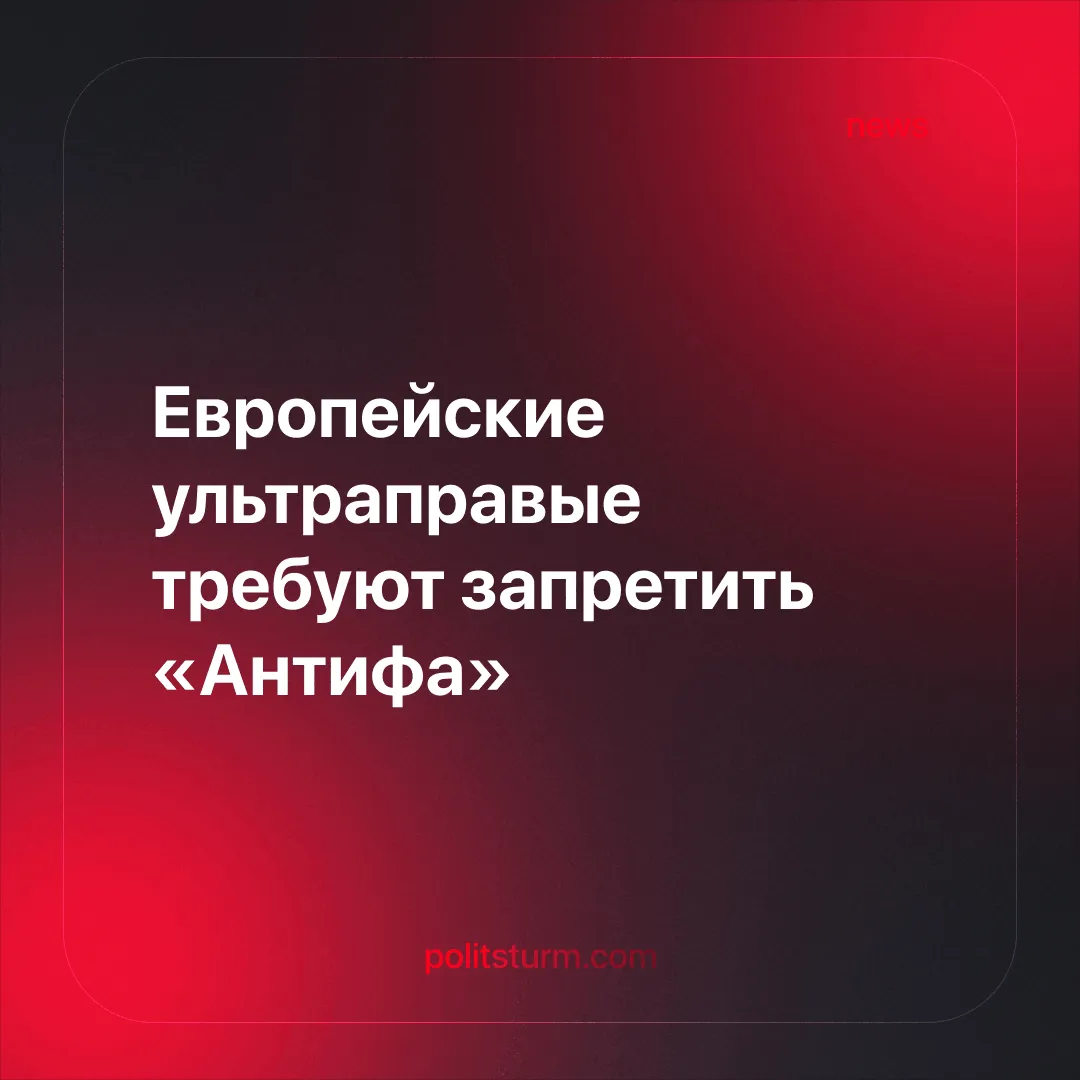 news
Европейские
ультраправые
требуют запретить
«Антифа»
politsturm.com